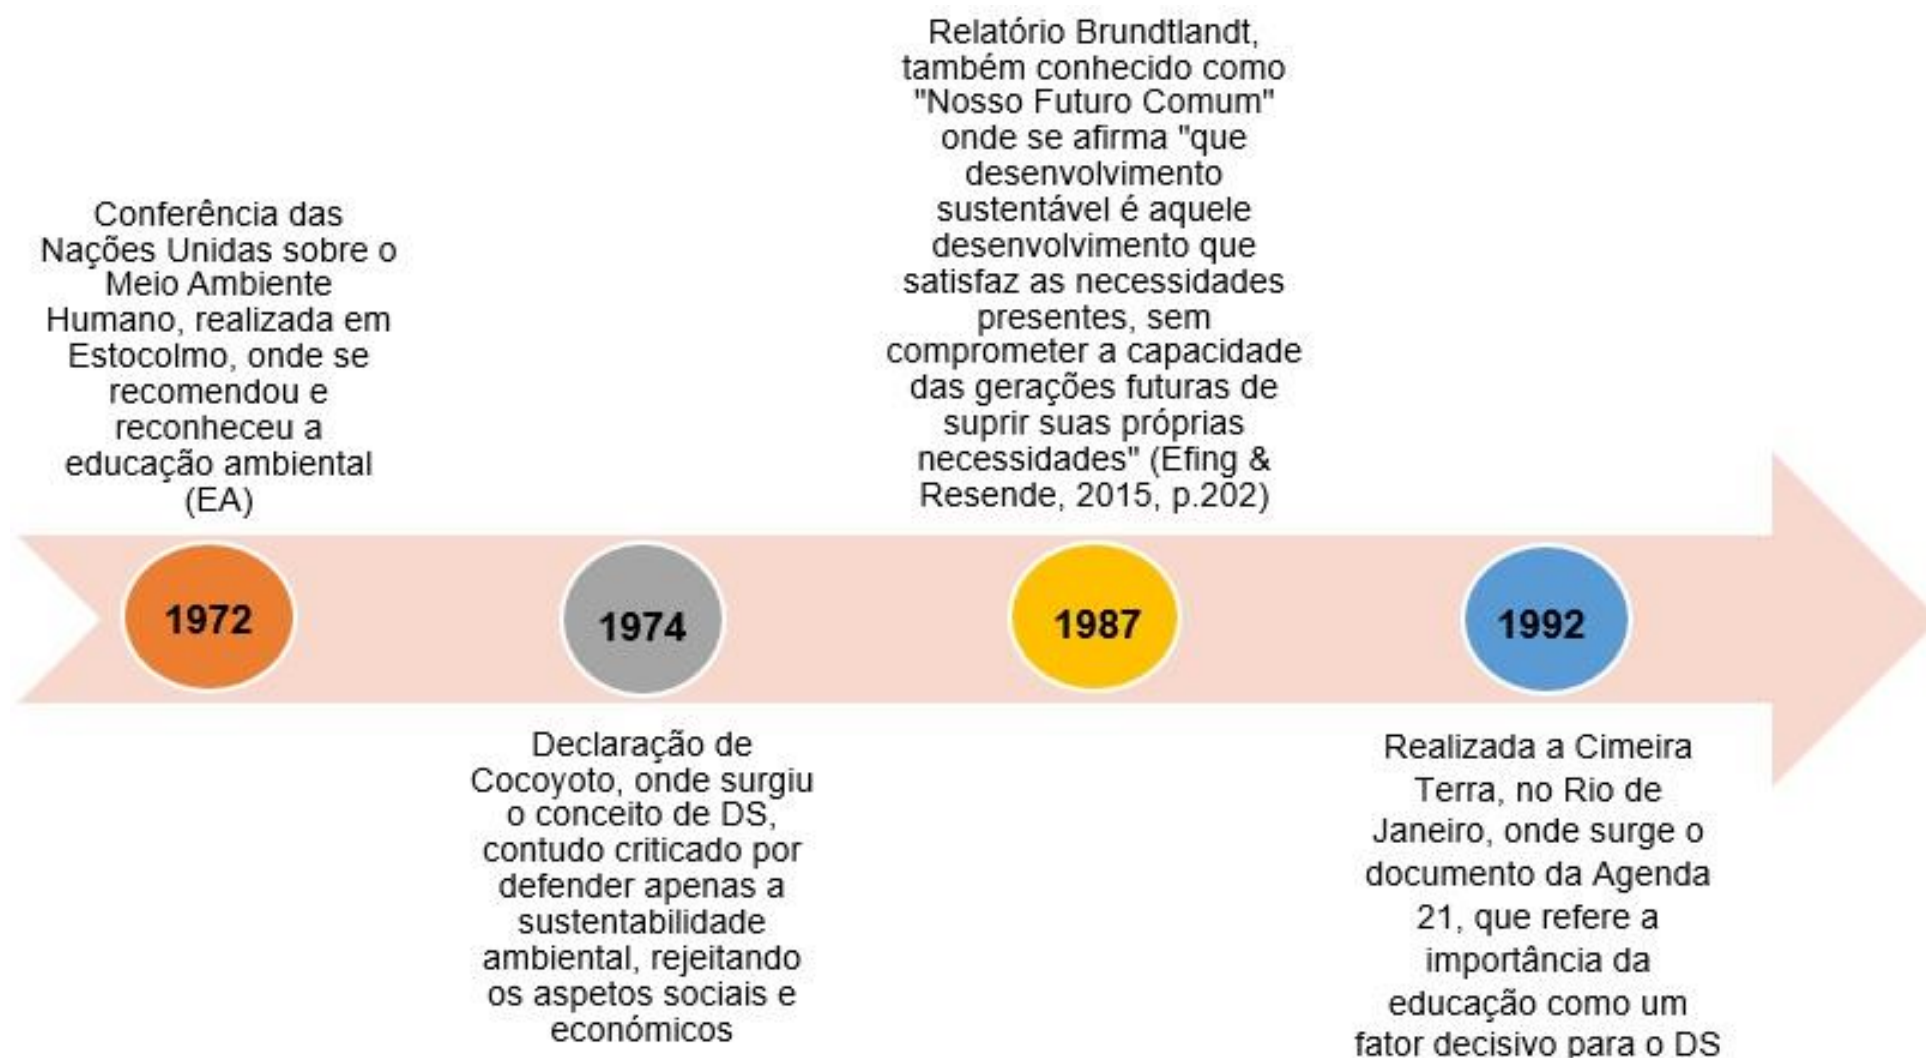 Conferência das
Nações Unidas sobre o
Meio Ambiente
Humano, realizada em
Estocolmo, onde se
recomendou e
reconheceu a
educação ambiental
(EA)
1972
1974
Declaração de
Cocoyoto, onde surgiu
o conceito de DS,
contudo criticado por
defender apenas a
sustentabilidade
ambiental, rejeitando
os aspetos sociais e
económicos
Relatório Brundtlandt,
também conhecido como
"Nosso Futuro Comum"
onde se afirma "que
desenvolvimento
sustentável é aquele
desenvolvimento que
satisfaz as necessidades
presentes, sem
comprometer a capacidade
das gerações futuras de
suprir suas próprias
necessidades" (Efing &
Resende, 2015, p.202)
1987
1992
Realizada a Cimeira
Terra, no Rio de
Janeiro, onde surge o
documento da Agenda
21, que refere a
importância da
educação como um
fator decisivo para o DS